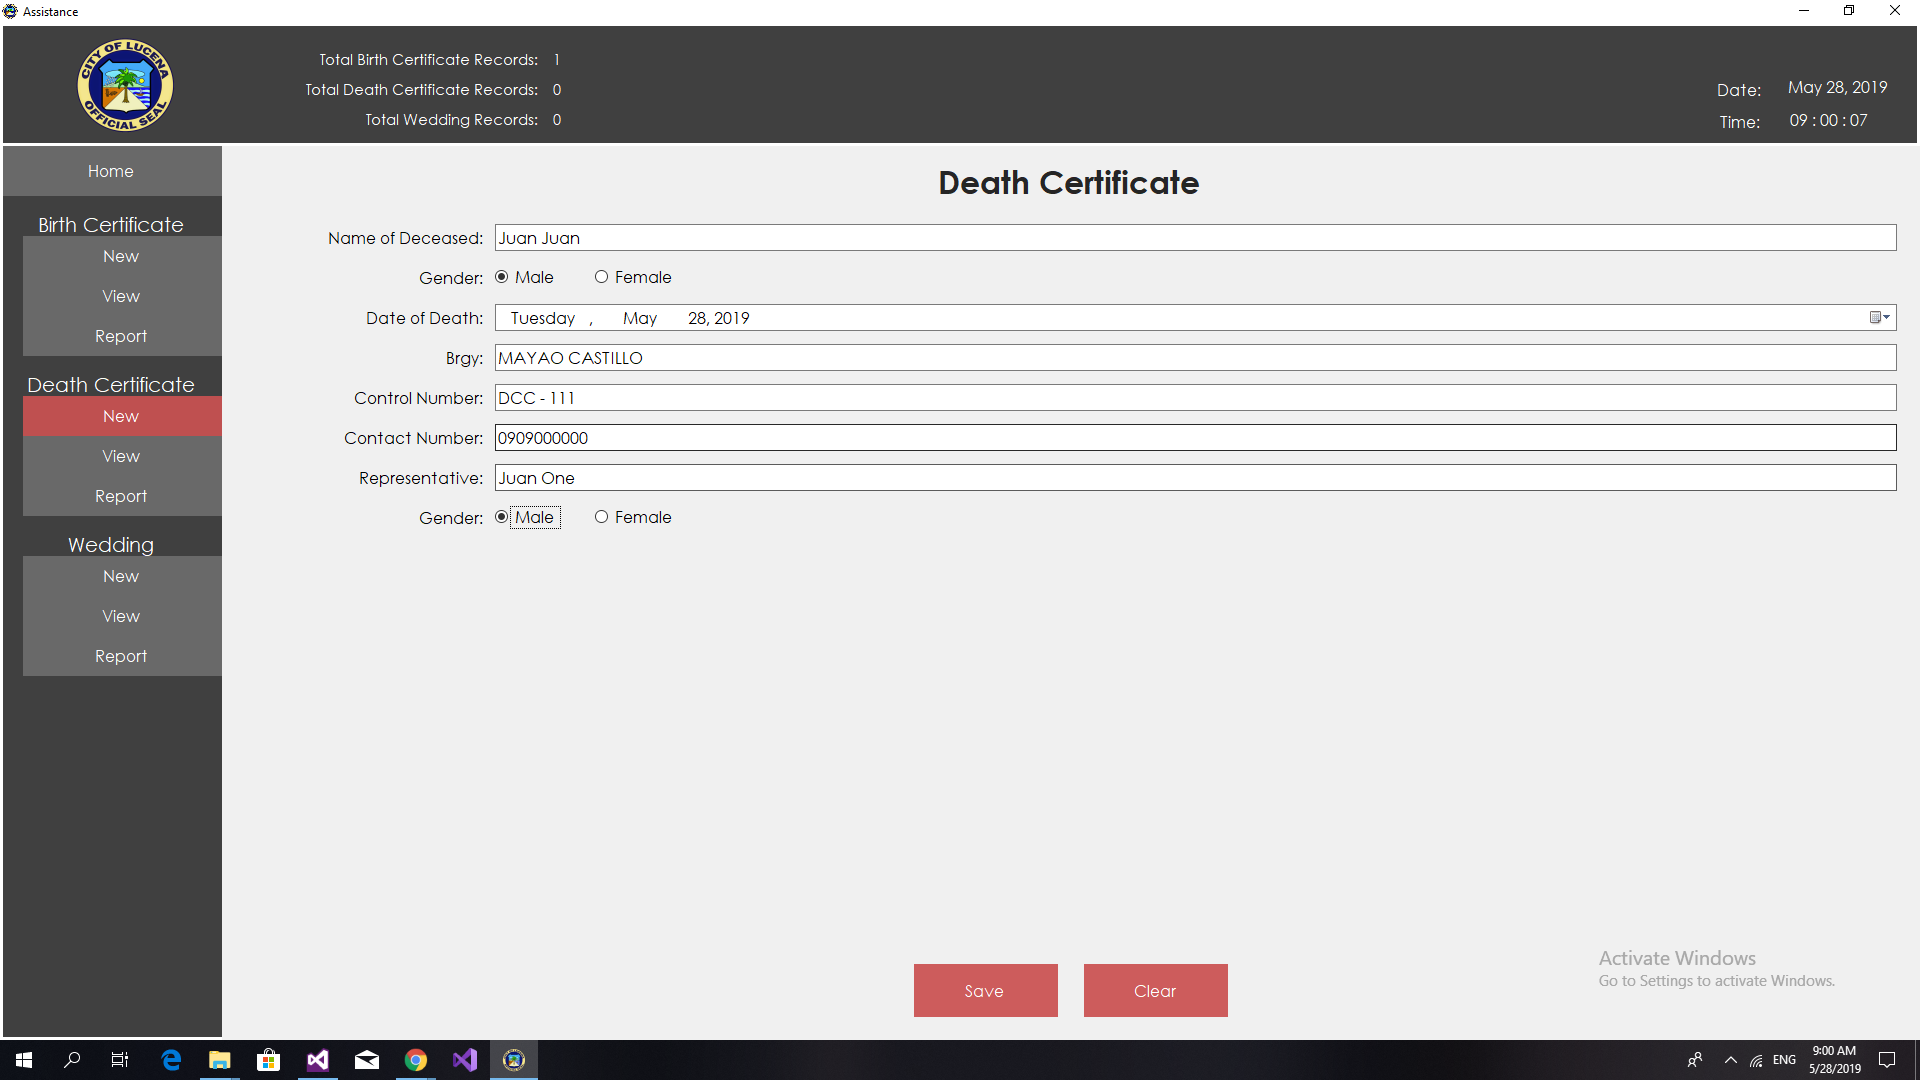 Assistance
CITY OF LUCENA
OFFICIAL SEAL
Total Birth Certificate Records: 1
Total Death Certificate Records: 0
Total Wedding Records: 0
Date: May 28, 2019
Time: 09 : 00 : 07
Home
Birth Certificate
New
View
Report
Death Certificate
New
View
Report
Wedding
New
View
Report
Death Certificate
Name of Deceased: Juan Juan
Gender: Male Female
Date of Death: Tuesday , May 28, 2019
Brgy: MAYAO CASTILLO
Control Number: DCC - 111
Contact Number: 0909000000
Representative: Juan One
Gender: Male Female
Save Clear
Activate Windows
Go to Settings to activate Windows.
ENG
9:00 AM
5/28/2019